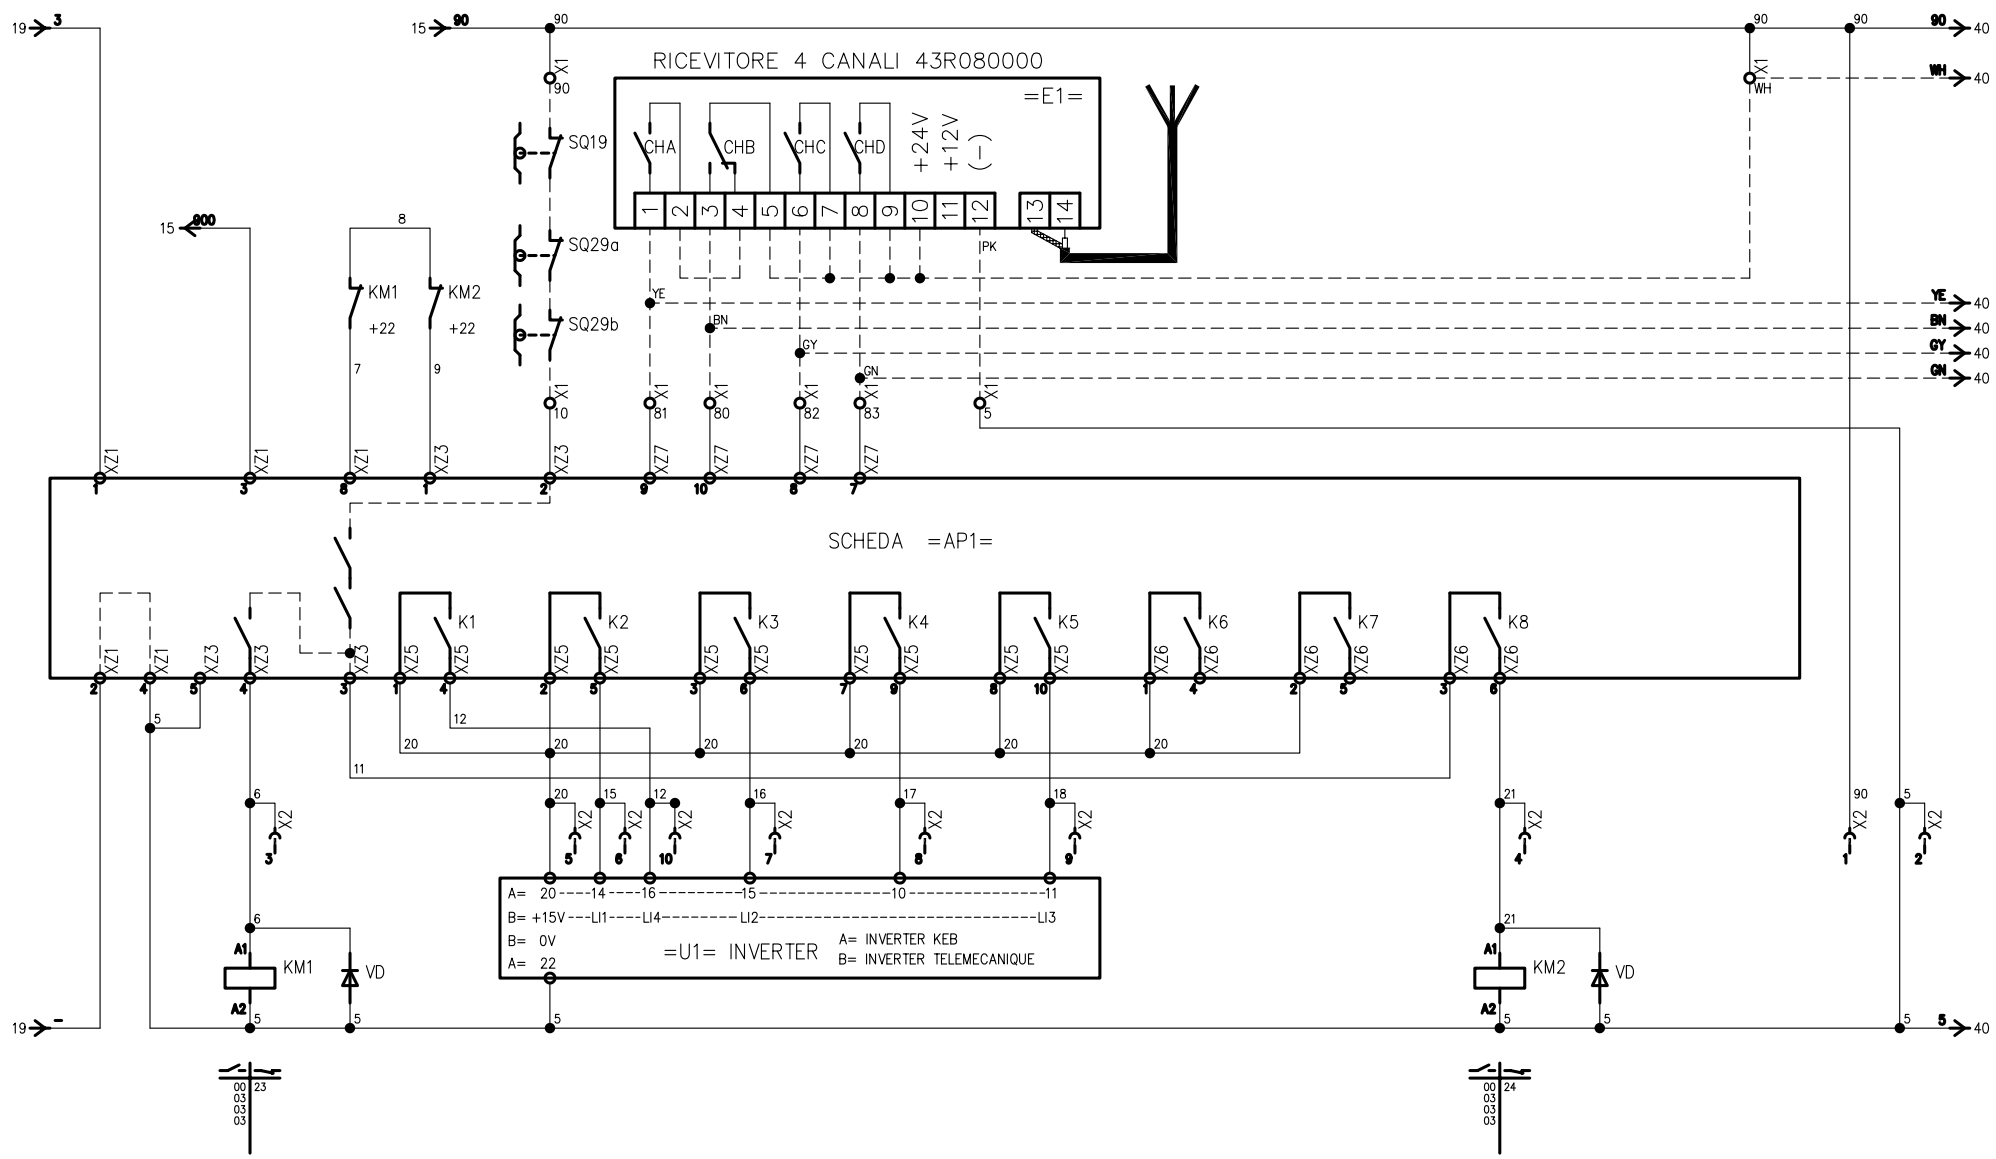 19 3
15 90
90
90
90
90 40
X1
90
RICEVITORE 4 CANALI 43R080000
=E1=
X1
WH
WH 40
SQ19
CHA
CHB
CHC
CHD
+24V
+12V
(-)
1 2 3 4 5 6 7 8 9 10 11 12 13 14
15 900
8
SQ29a
PK
KM1
+22
KM2
+22
YE
YE 40
SQ29b
BN
BN 40
GY
GY 40
7
9
GN
GN 40
X1
10
X1
81
X1
80
X1
82
X1
83
X1
5
XZ1
1
XZ1
3
XZ1
8
XZ3
1
XZ3
2
XZ7
9
XZ7
10
XZ7
8
XZ7
7
SCHEDA =AP1=
K1
K2
K3
K4
K5
K6
K7
K8
XZ1
2
XZ1
4
XZ3
5
XZ3
4
XZ3
3
XZ5
1
XZ5
4
XZ5
2
XZ5
5
XZ5
3
XZ5
6
XZ5
7
XZ5
9
XZ5
8
XZ5
10
XZ6
1
XZ6
4
XZ6
2
XZ6
5
XZ6
3
XZ6
6
5
12
20
20
20
20
20
20
11
6
X2
3
20
X2
5
15
X2
6
12
X2
10
16
X2
7
17
X2
8
18
X2
9
21
X2
4
90
X2
1
5
X2
2
A= 20-----14----16---------15--------------10---------------11
B= +15V---LI1----LI4---------LI2-----------------------------LI3
B= 0V
A= 22
=U1= INVERTER
A= INVERTER KEB
B= INVERTER TELEMECANIQUE
6
A1
KM1
A2
VD
21
A1
KM2
A2
VD
19 -
5
5
5
5
5
5
5 40
00 23
03
03
03
00 24
03
03
03